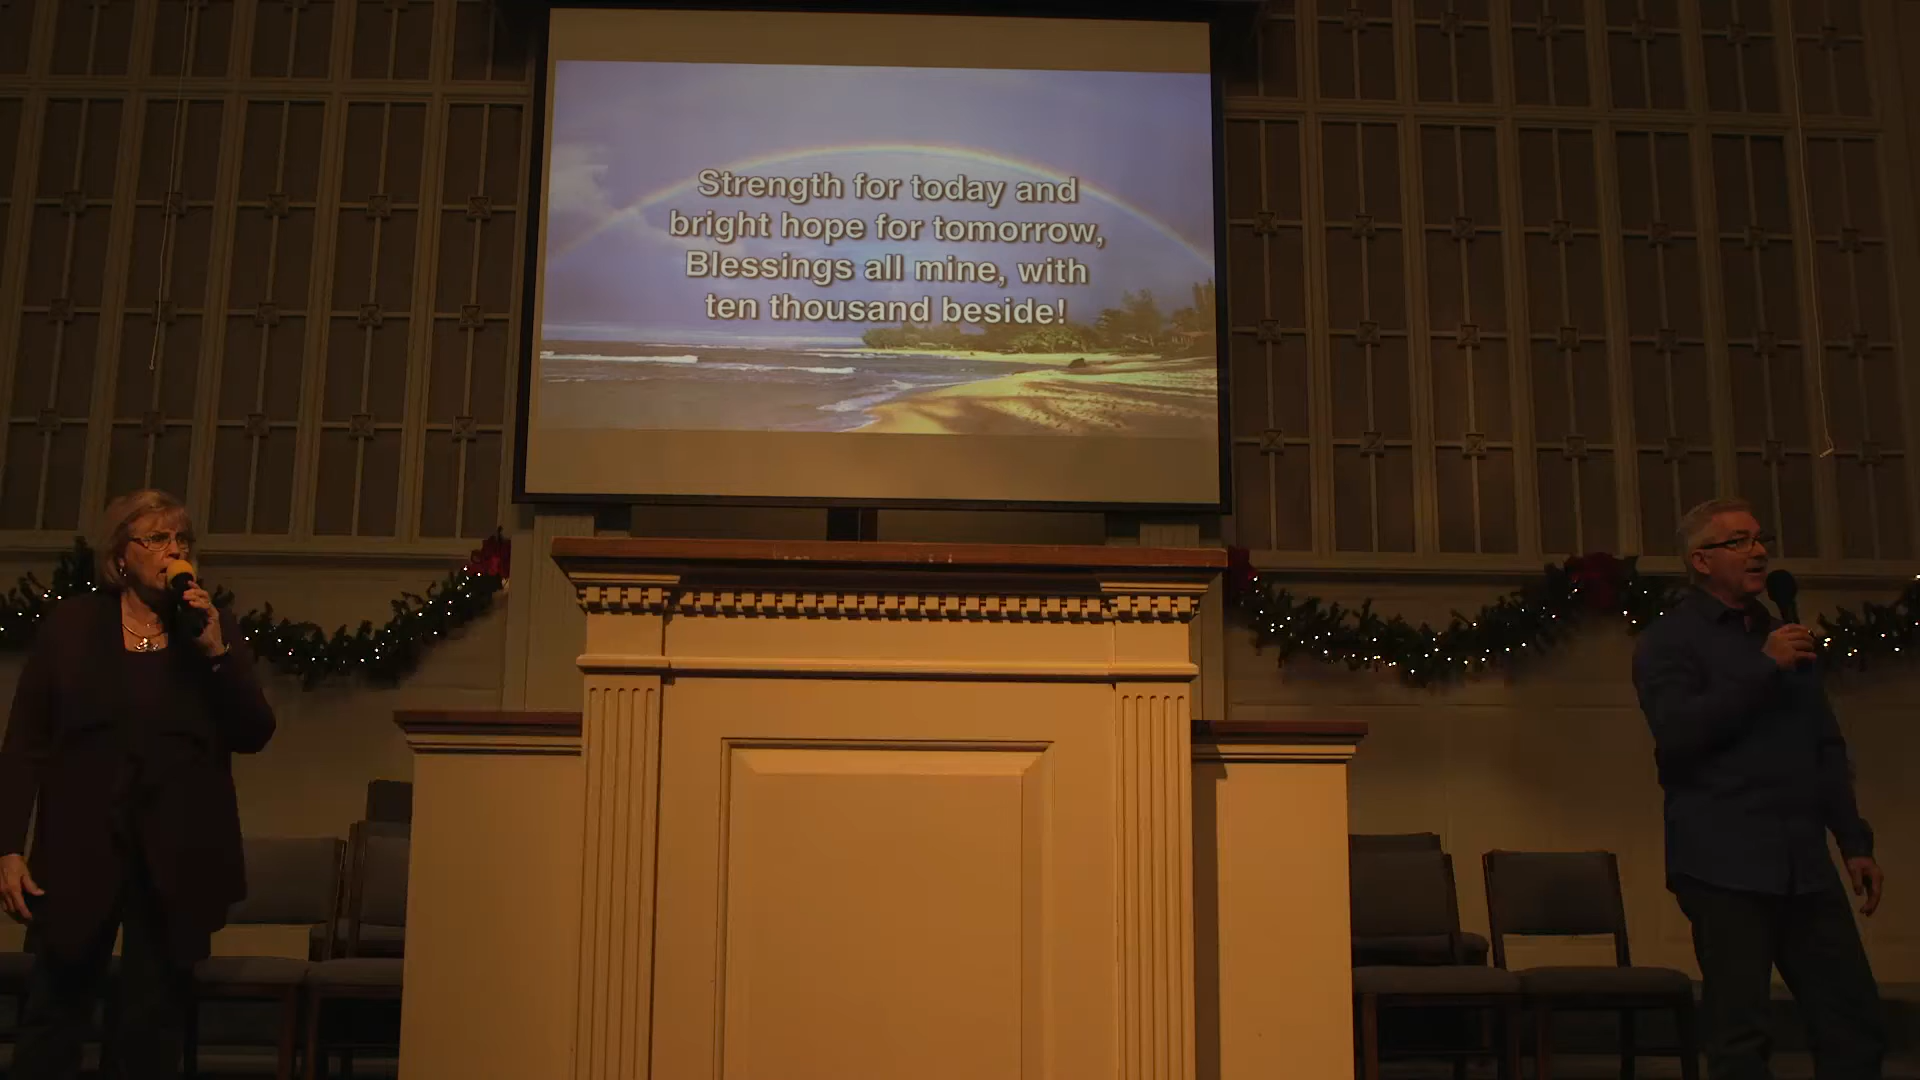 Strength for today and
bright hope for tomorrow,
Blessings all mine, with
ten thousand beside!